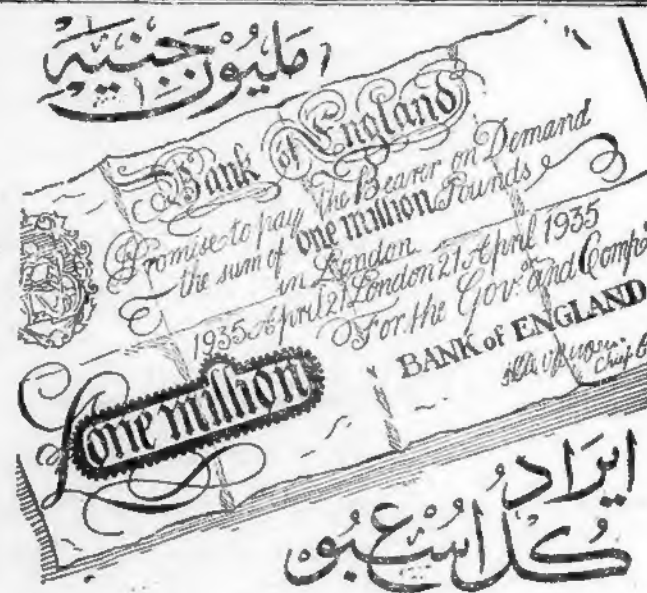 مليون جنيه
Bank of England
Promise to pay the Bearer on Demand
the sum of one million Pounds
in London
1935 April 21 London 21 April 1935
For the Gov.ʳ and Comp.ª
BANK of ENGLAND
one million
ايراد
كل اسبوع